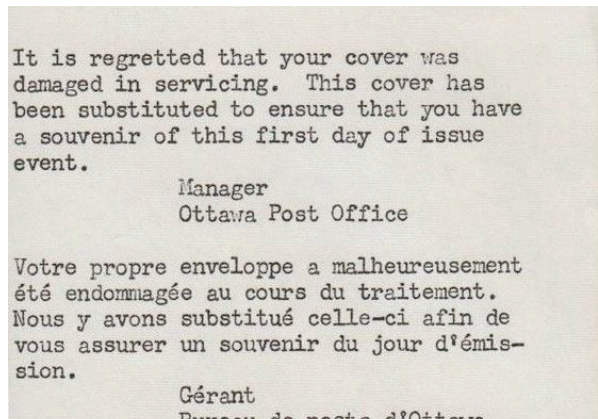 It is regretted that your cover was
damaged in servicing. This cover has
been substituted to ensure that you have
a souvenir of this first day of issue
event.
Manager
Ottawa Post Office
Votre propre enveloppe a malheureusement
été endommagée au cours du traitement.
Nous y avons substitué celle-ci afin de
vous assurer un souvenir du jour d'émis-
sion.
Gérant
Bureau de poste d'Ottawa